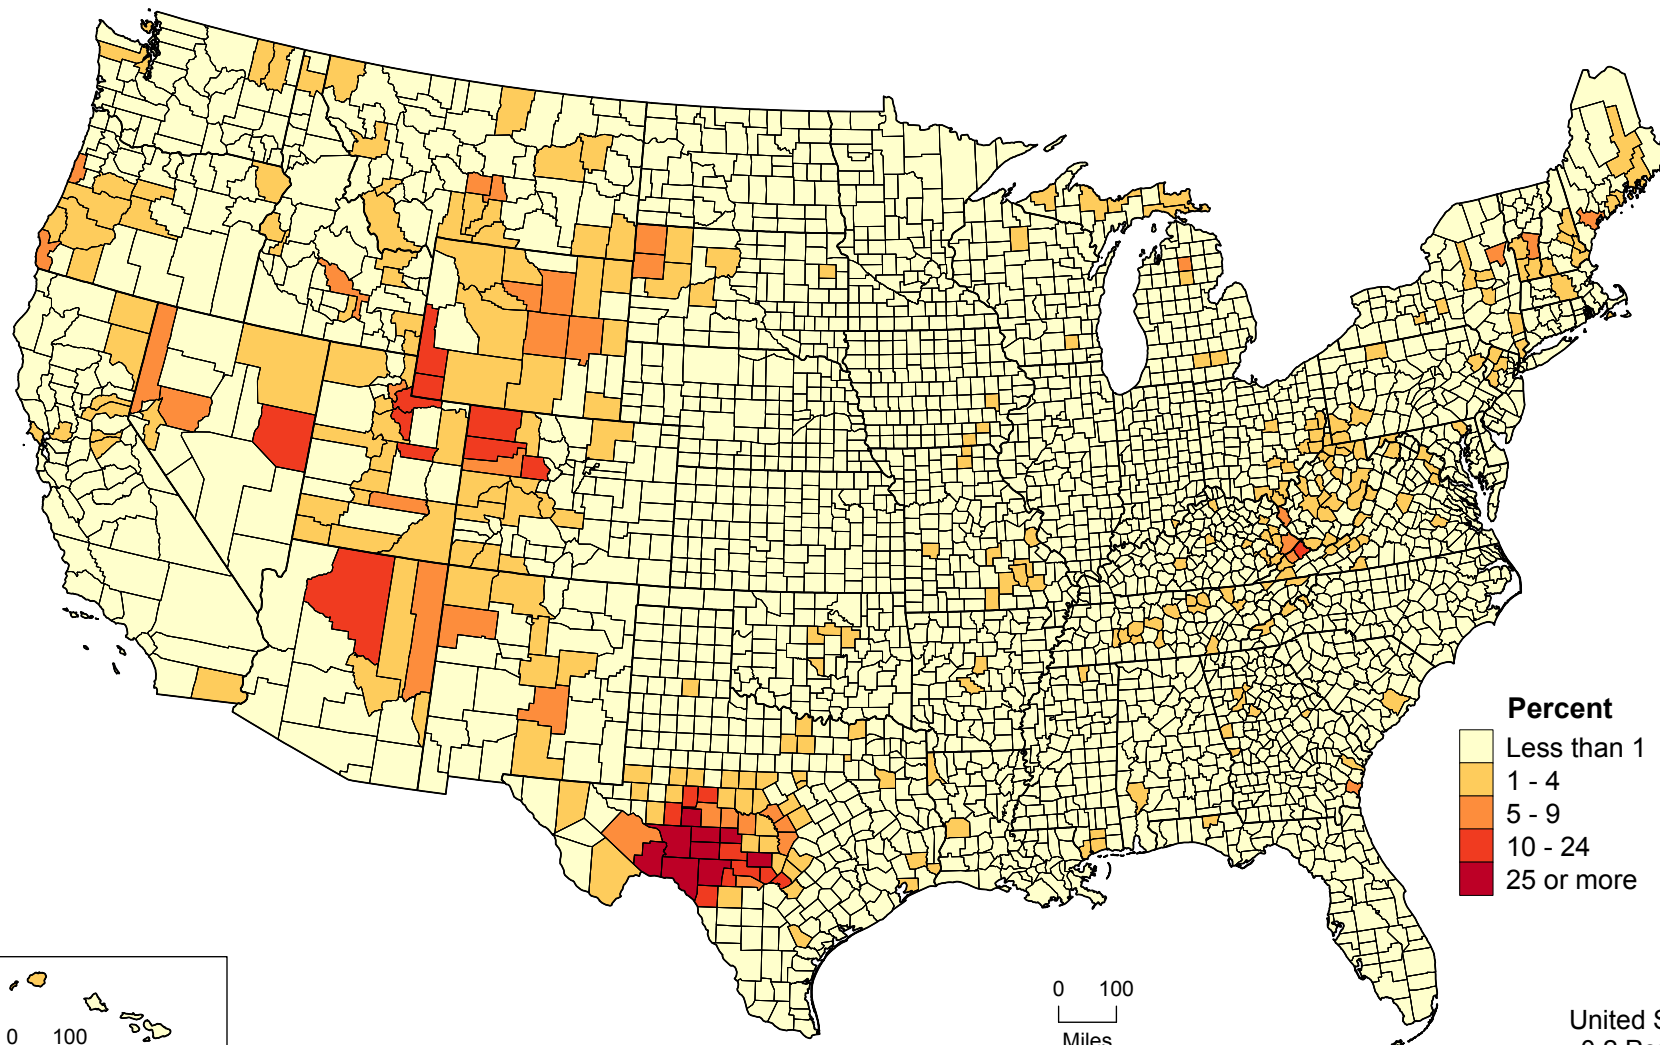 Percent
Less than 1
1 - 4
5 - 9
10 - 24
25 or more
0 100
Miles
0 100
United